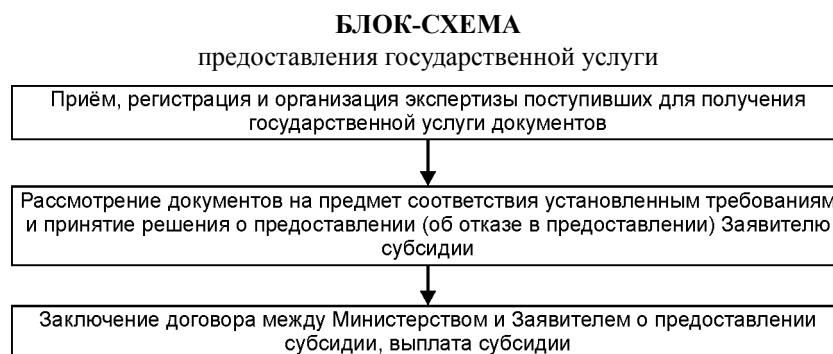 БЛОК-СХЕМА
предоставления государственной услуги
Приём, регистрация и организация экспертизы поступивших для получения
государственной услуги документов
Рассмотрение документов на предмет соответствия установленным требованиям
и принятие решения о предоставлении (об отказе в предоставлении) Заявителю
субсидии
Заключение договора между Министерством и Заявителем о предоставлении
субсидии, выплата субсидии